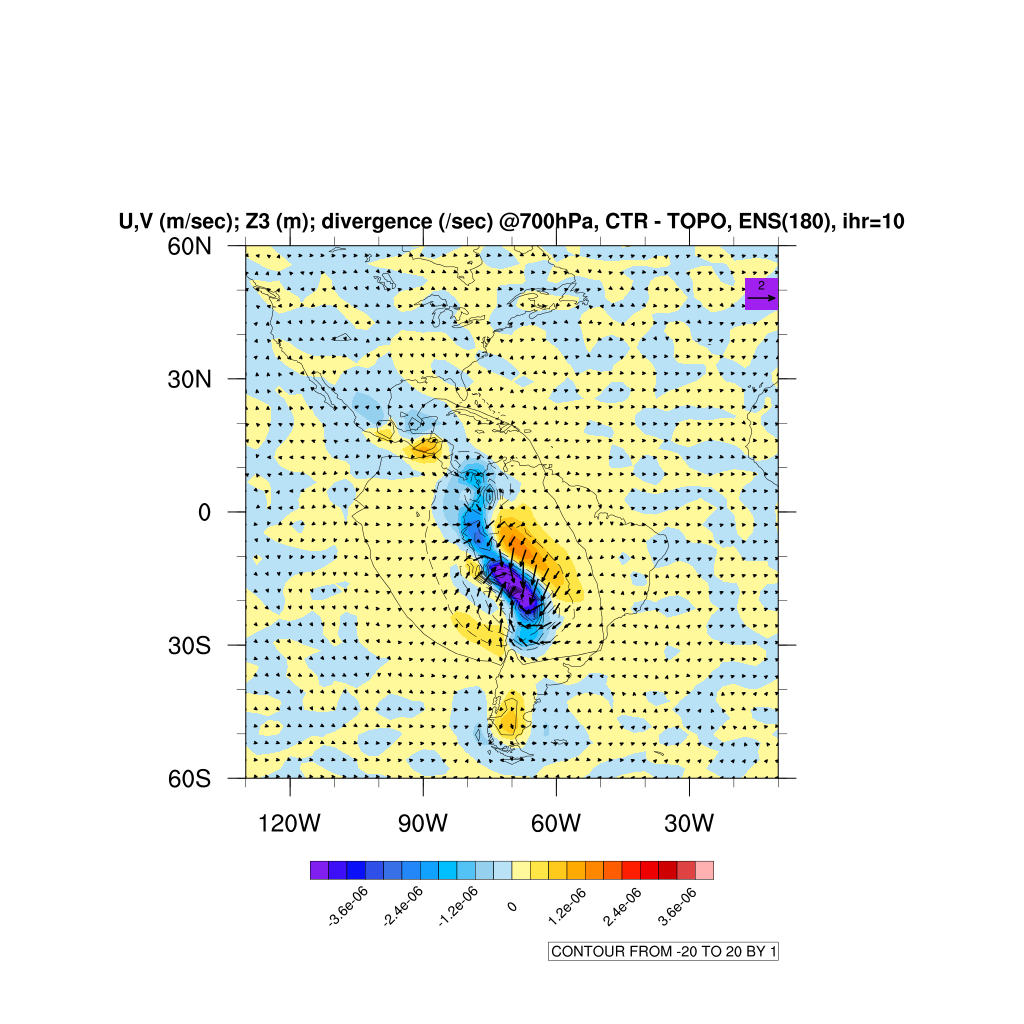 U,V (m/sec); Z3 (m); divergence (/sec) @700hPa, CTR - TOPO, ENS(180), ihr=10
60N
2
30N
0
30S
60S
120W 90W 60W 30W
-3.6e-06 -2.4e-06 -1.2e-06 0 1.2e-06 2.4e-06 3.6e-06
CONTOUR FROM -20 TO 20 BY 1